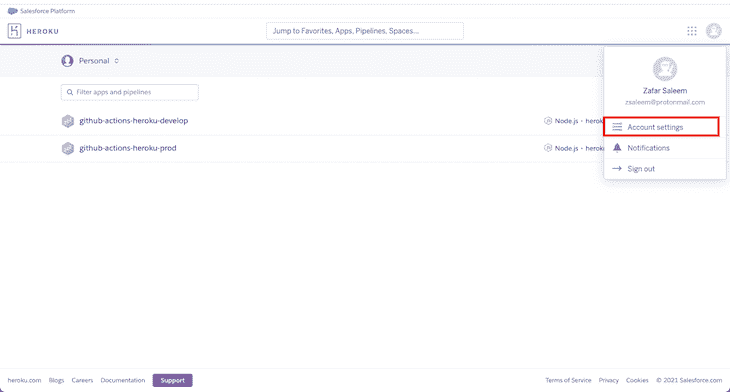 Salesforce Platform
HEROKU
Jump to Favorites, Apps, Pipelines, Spaces...
Personal
Zafar Saleem
zsaleem@protonmail.com
Filter apps and pipelines
github-actions-heroku-develop
Node.js • heroku
Account settings
github-actions-heroku-prod
Node.js • heroku
Notifications
Sign out
heroku.com Blogs Careers Documentation Support
Terms of Service Privacy Cookies © 2021 Salesforce.com